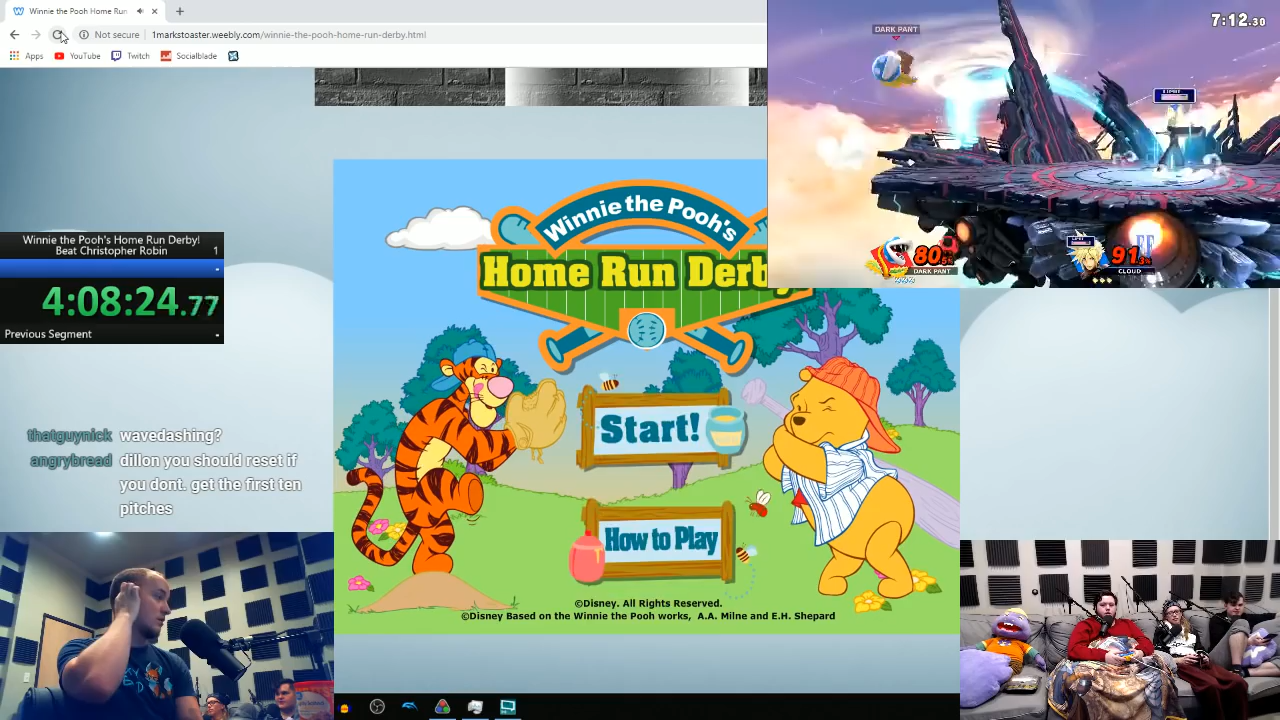 Winnie the Pooh Home Run
Not secure
1markstruster.weebly.com/winnie-the-pooh-home-run-derby.html
Apps
YouTube
Twitch
Socialblade
7:12.30
DARK PANT
80
DARK PANT
91
CLOUD
Winnie the Pooh's Home Run Derby!
Beat Christopher Robin 1
-
4:08:24.77
Previous Segment -
thatguynick wavedashing?
angrybread dillon you should reset if
you dont. get the first ten
pitches
Winnie the Pooh's
Home Run Derby
Start!
How to Play
©Disney. All Rights Reserved.
©Disney Based on the Winnie the Pooh works, A.A. Milne and E.H. Shepard